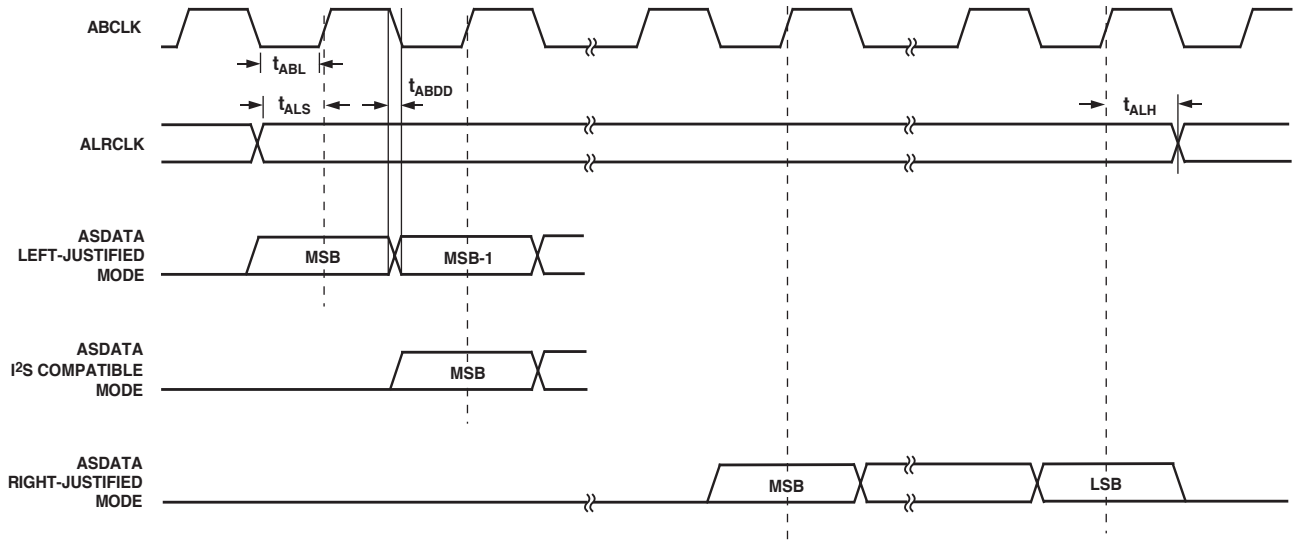 ABCLK
tABL
tABDD
tALS
tALH
ALRCLK
ASDATA
LEFT-JUSTIFIED
MODE
MSB
MSB-1
ASDATA
I²S COMPATIBLE
MODE
MSB
ASDATA
RIGHT-JUSTIFIED
MODE
MSB
LSB